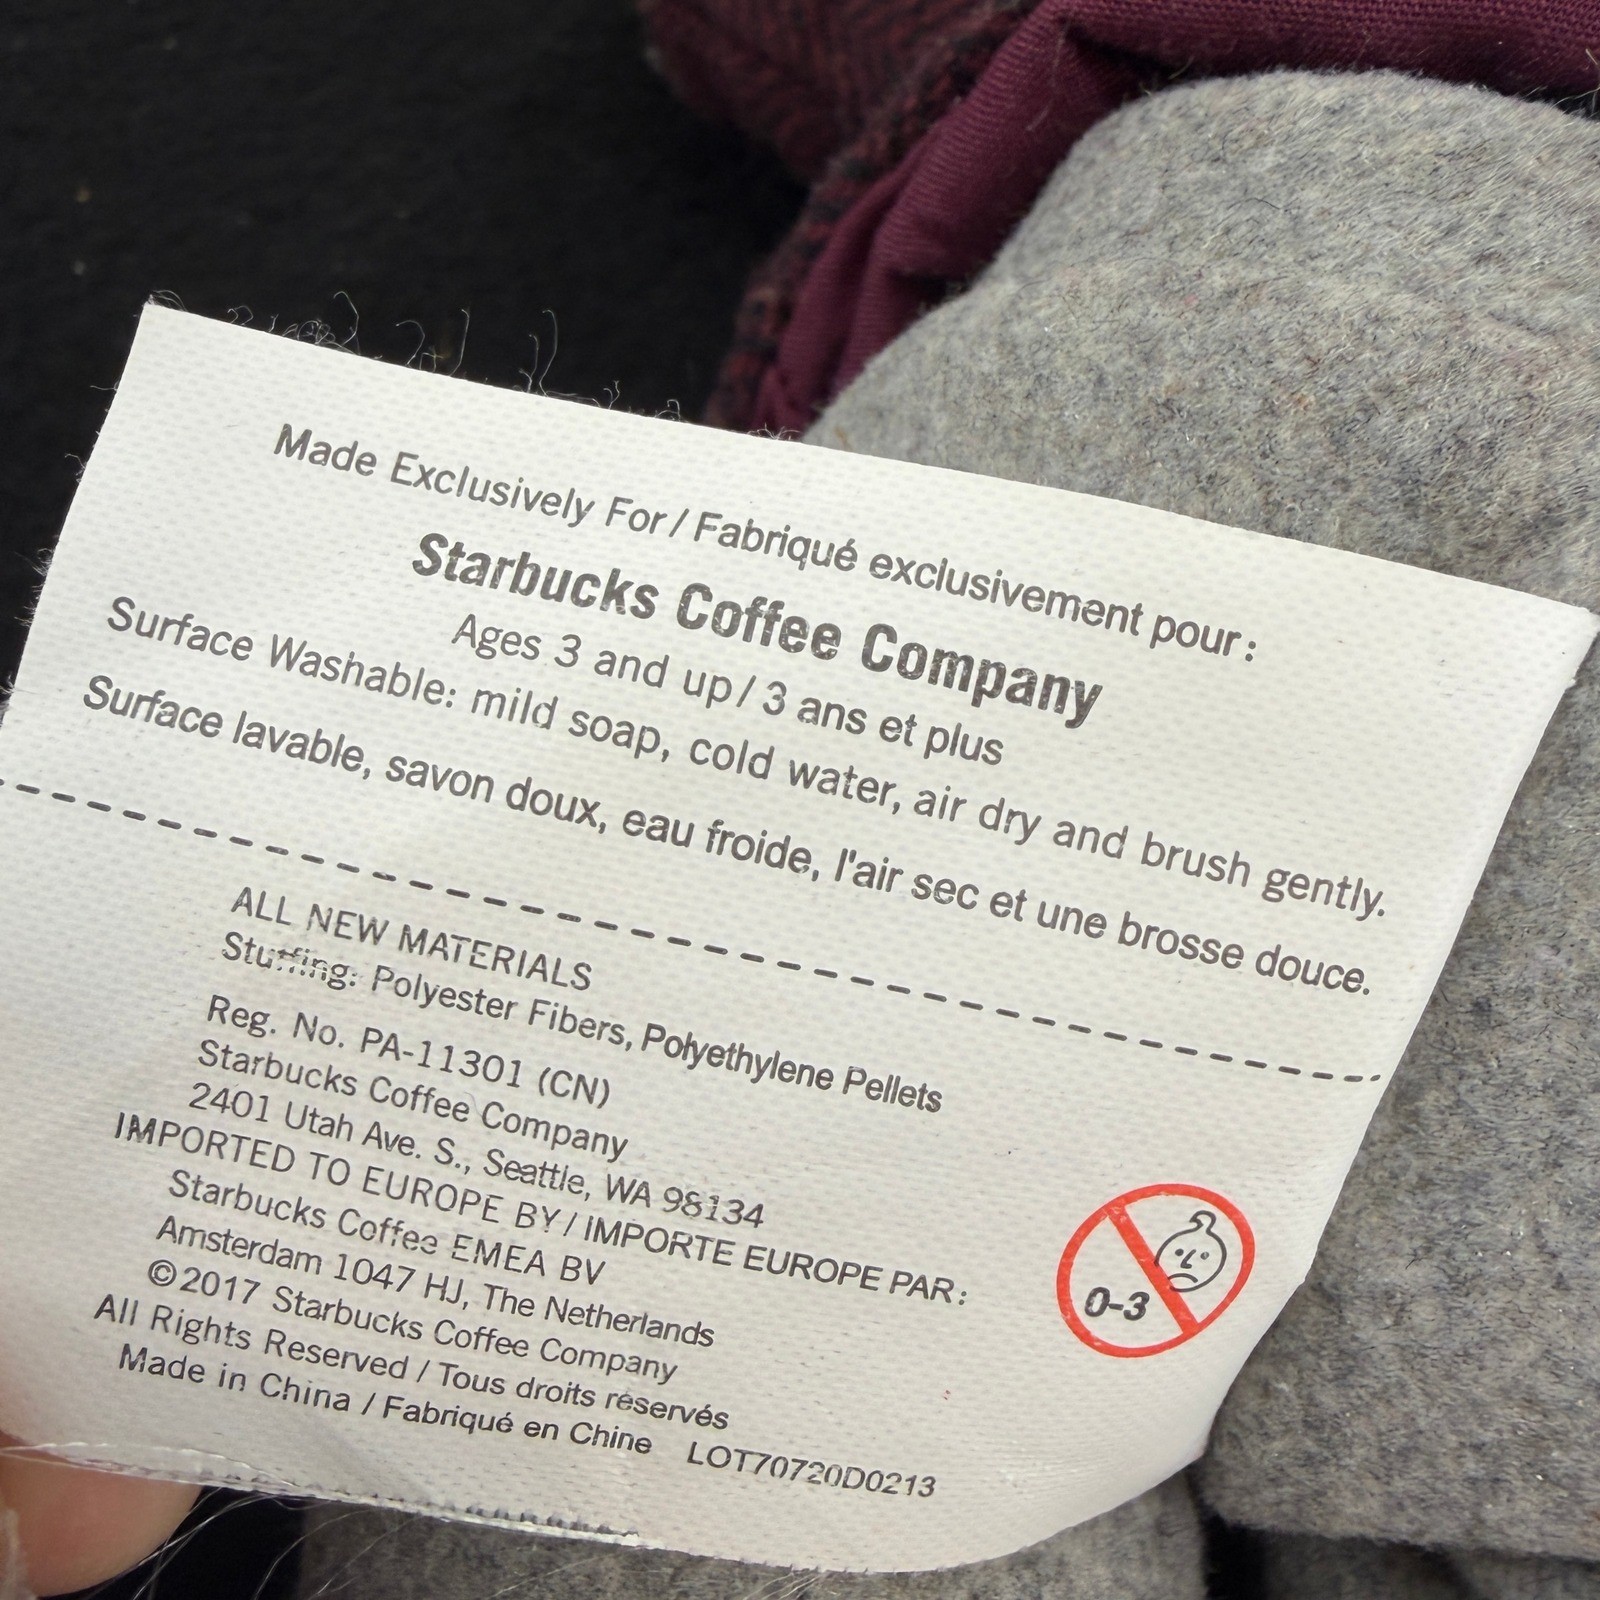 Made Exclusively For / Fabriqué exclusivement pour :
Starbucks Coffee Company
Ages 3 and up / 3 ans et plus
Surface Washable: mild soap, cold water, air dry and brush gently.
Surface lavable, savon doux, eau froide, l'air sec et une brosse douce.
ALL NEW MATERIALS
Stuffing: Polyester Fibers, Polyethylene Pellets
Reg. No. PA-11301 (CN)
Starbucks Coffee Company
2401 Utah Ave. S., Seattle, WA 98134
IMPORTED TO EUROPE BY / IMPORTE EUROPE PAR :
Starbucks Coffee EMEA BV
Amsterdam 1047 HJ, The Netherlands
©2017 Starbucks Coffee Company
All Rights Reserved / Tous droits réservés
Made in China / Fabriqué en Chine LOT70720D0213
0-3